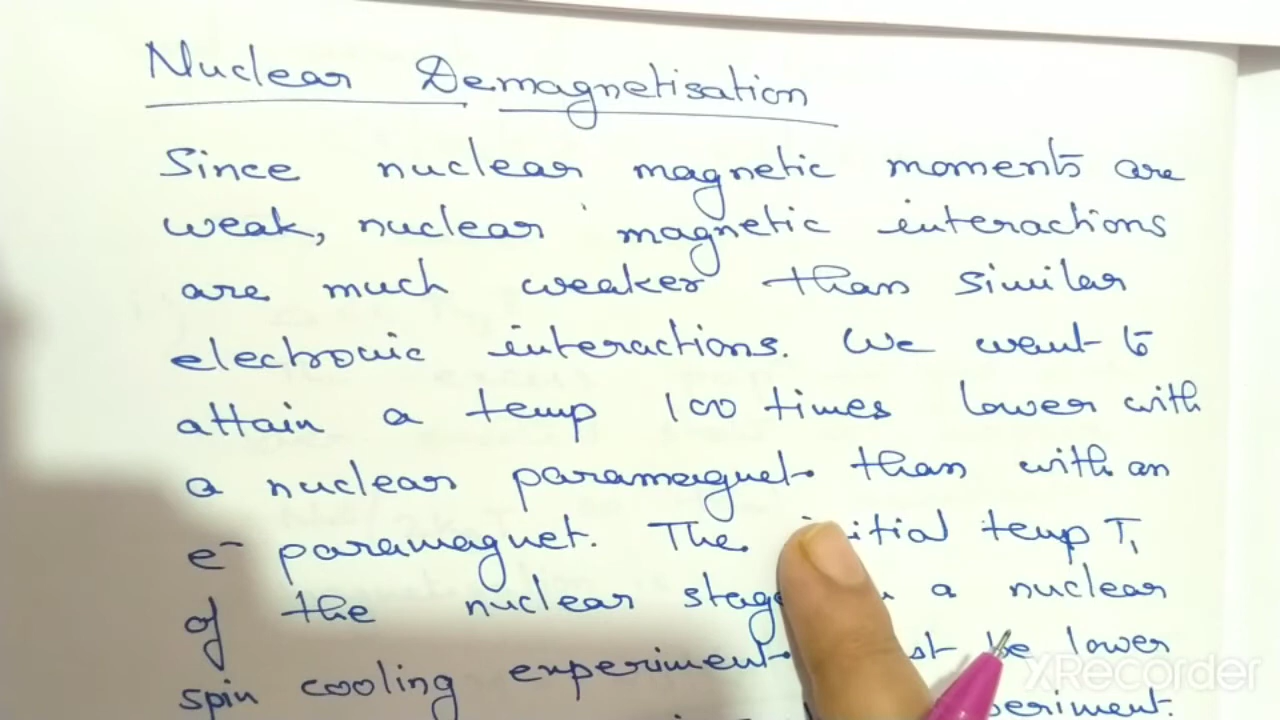 Nuclear Demagnetisation
Since nuclear magnetic moments are
weak, nuclear magnetic interactions
are much weaker than similar
electronic interactions. We want to
attain a temp 100 times lower with
a nuclear paramagnet than with an
e⁻ paramagnet. The initial temp T₁
of the nuclear stage a nuclear
spin cooling experiment be lower
XRecorder